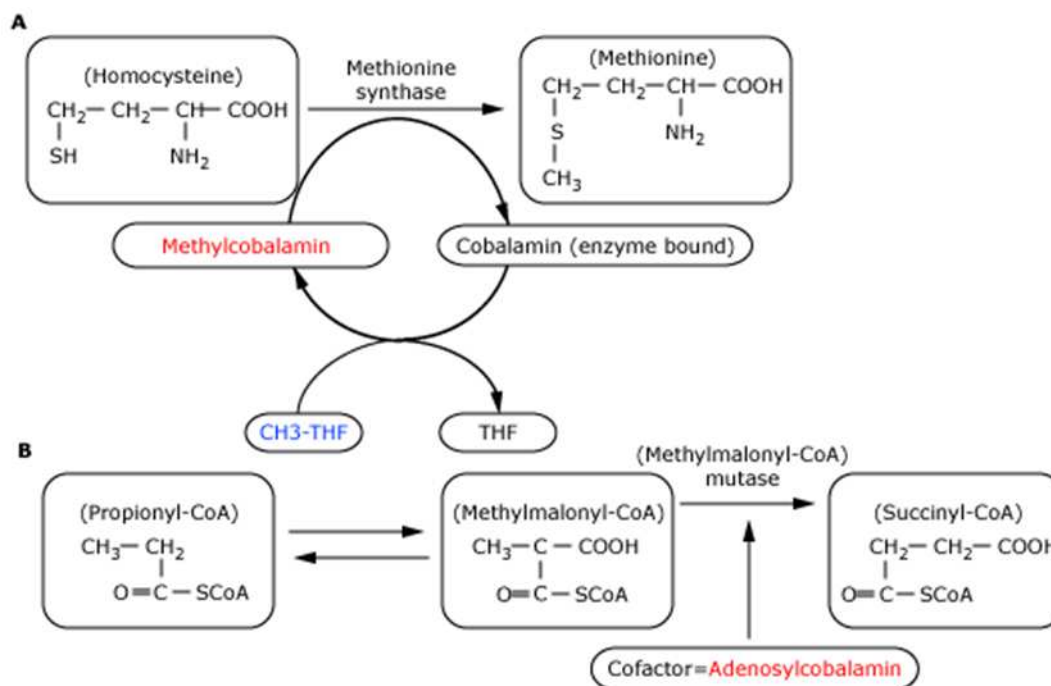 A
(Homocysteine)
CH2— CH2— CH— COOH
SH
NH2
Methionine
synthase
(Methionine)
CH2— CH2— CH— COOH
S
NH2
CH3
Methylcobalamin
Cobalamin (enzyme bound)
CH3-THF
THF
B
(Propionyl-CoA)
CH3— CH2
O=C—SCoA
(Methylmalonyl-CoA)
CH3—C — COOH
O=C — SCoA
(Methylmalonyl-CoA)
mutase
(Succinyl-CoA)
CH2— CH2— COOH
O=C — SCoA
Cofactor=Adenosylcobalamin